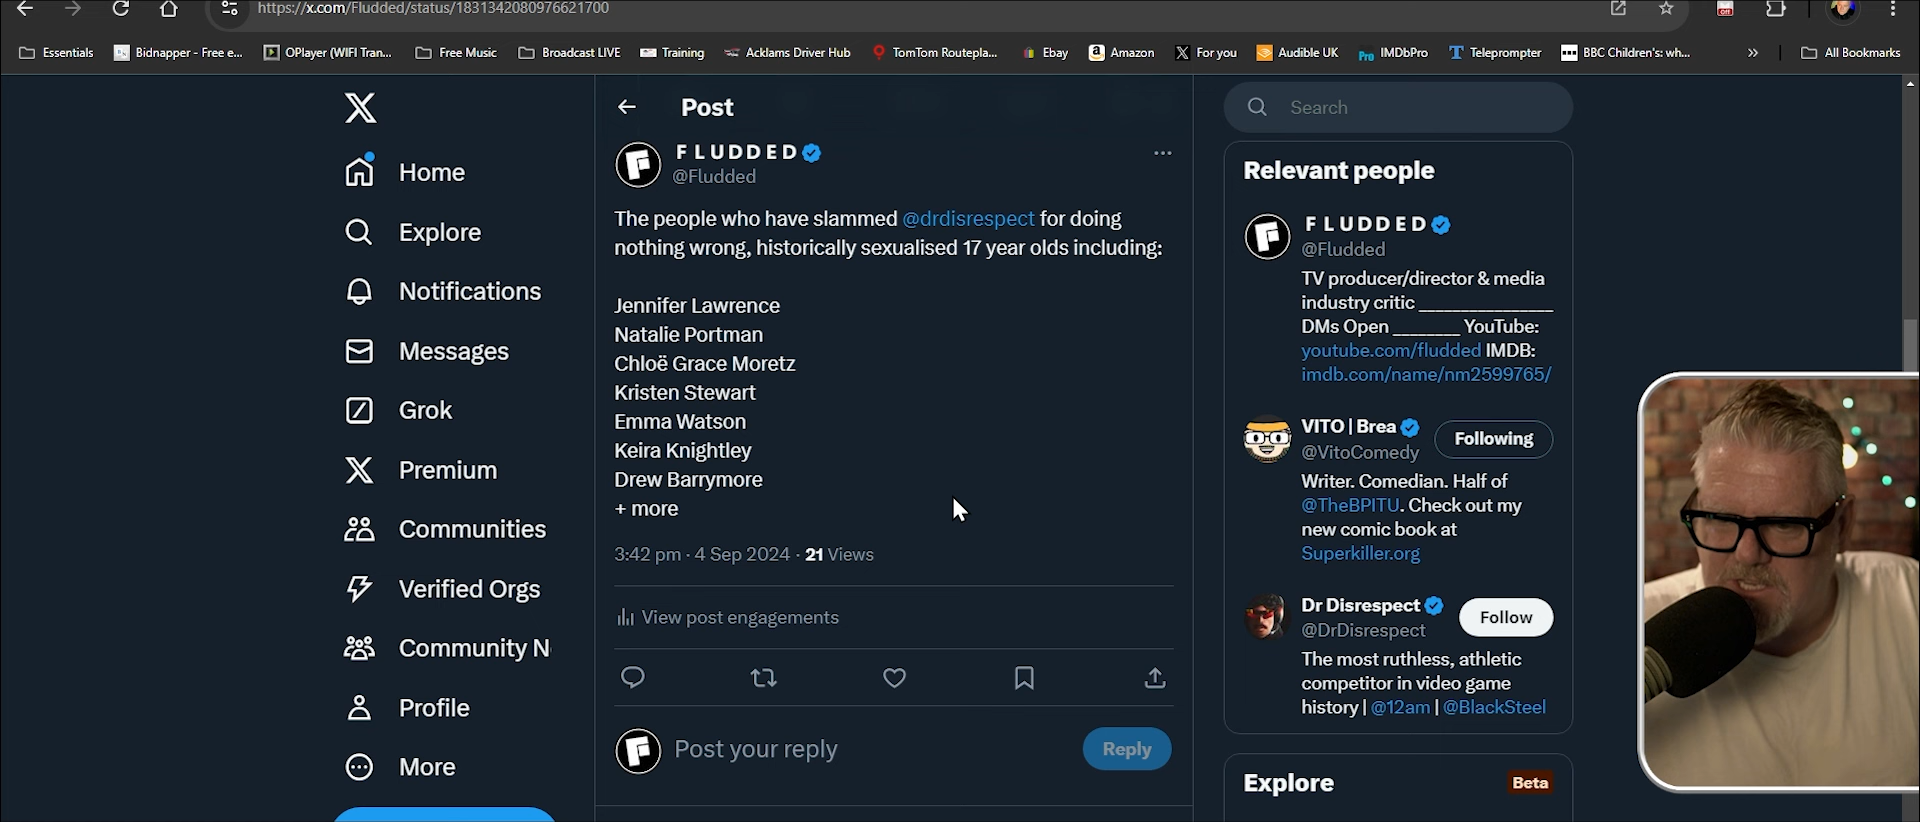 https://x.com/Fludded/status/1831342080976621700
Essentials
Bidnapper - Free e...
OPlayer (WIFI Tran...
Free Music
Broadcast LIVE
Training
Acklams Driver Hub
TomTom Routepla...
Ebay
Amazon
For you
Audible UK
IMDbPro
Teleprompter
BBC Children's: wh...
»
All Bookmarks
Home
Explore
Notifications
Messages
Grok
Premium
Communities
Verified Orgs
Community N
Profile
More
Post
F L U D D E D
@Fludded
The people who have slammed @drdisrespect for doing
nothing wrong, historically sexualised 17 year olds including:
Jennifer Lawrence
Natalie Portman
Chloë Grace Moretz
Kristen Stewart
Emma Watson
Keira Knightley
Drew Barrymore
+ more
3:42 pm · 4 Sep 2024 · 21 Views
View post engagements
Post your reply
Reply
Search
Relevant people
F L U D D E D
@Fludded
TV producer/director & media
industry critic _______________
DMs Open ________ YouTube:
youtube.com/fludded IMDB:
imdb.com/name/nm2599765/
VITO | Brea
@VitoComedy
Following
Writer. Comedian. Half of
@TheBPITU. Check out my
new comic book at
Superkiller.org
Dr Disrespect
@DrDisrespect
Follow
The most ruthless, athletic
competitor in video game
history | @12am | @BlackSteel
Explore
Beta